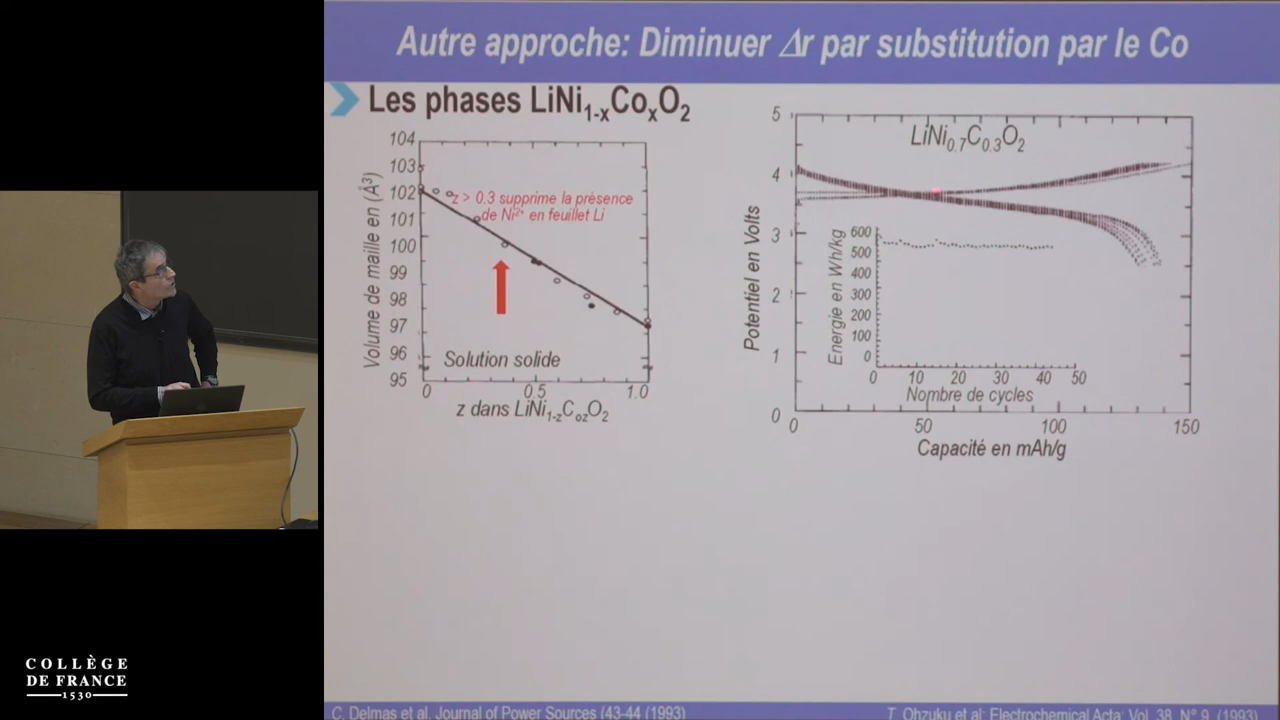 Autre approche: Diminuer Δr par substitution par le Co
Les phases LiNi1-xCoxO2
104
103
102
101
100
99
98
97
96
95
Volume de maille en (Å3)
z > 0.3 supprime la présence
de Ni2+ en feuillet Li
Solution solide
0
0.5
1.0
z dans LiNi1-zCozO2
5
4
3
2
1
0
Potentiel en Volts
LiNi0.7C0.3O2
600
500
400
300
200
100
0
Energie en Wh/kg
0
10
20
30
40
50
Nombre de cycles
0
50
100
150
Capacité en mAh/g
C. Delmas et al. Journal of Power Sources (43-44 (1993)
T. Ohzuku et al; Electrochemical Acta; Vol. 38, N° 9, (1993)
COLLÈGE
DE FRANCE
1530